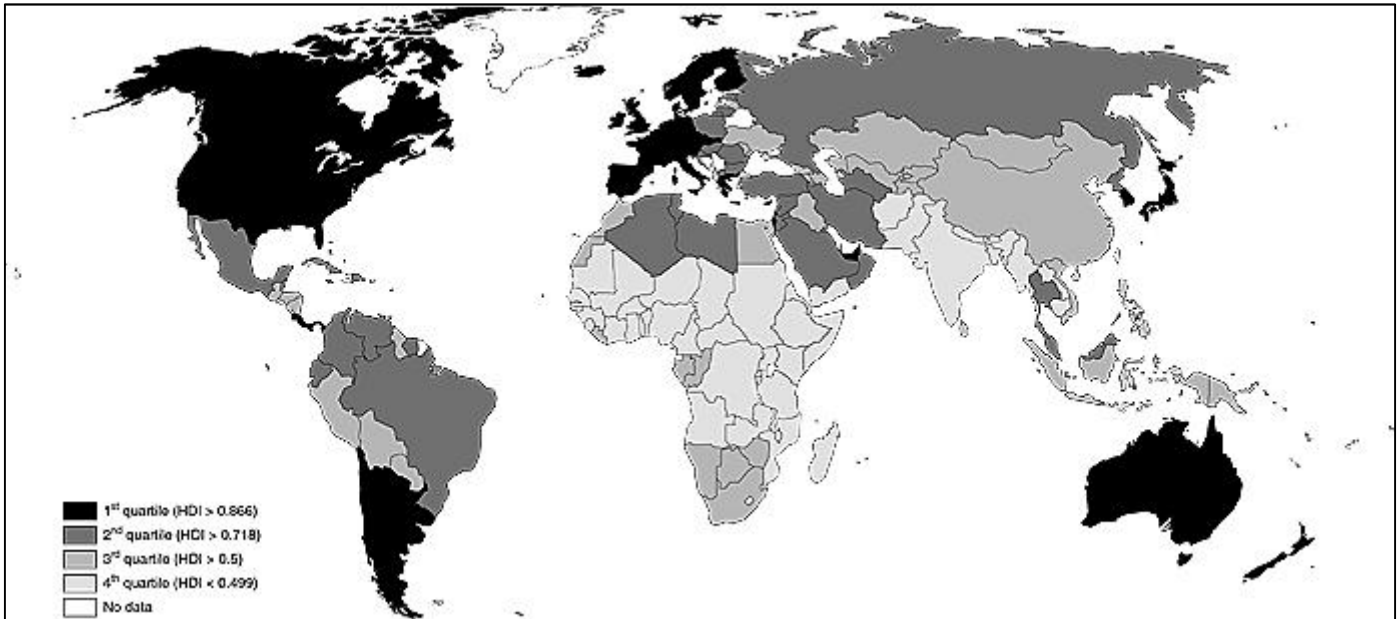 1st quartile (HDI > 0.866)
2nd quartile (HDI > 0.718)
3rd quartile (HDI > 0.5)
4th quartile (HDI < 0.499)
No data